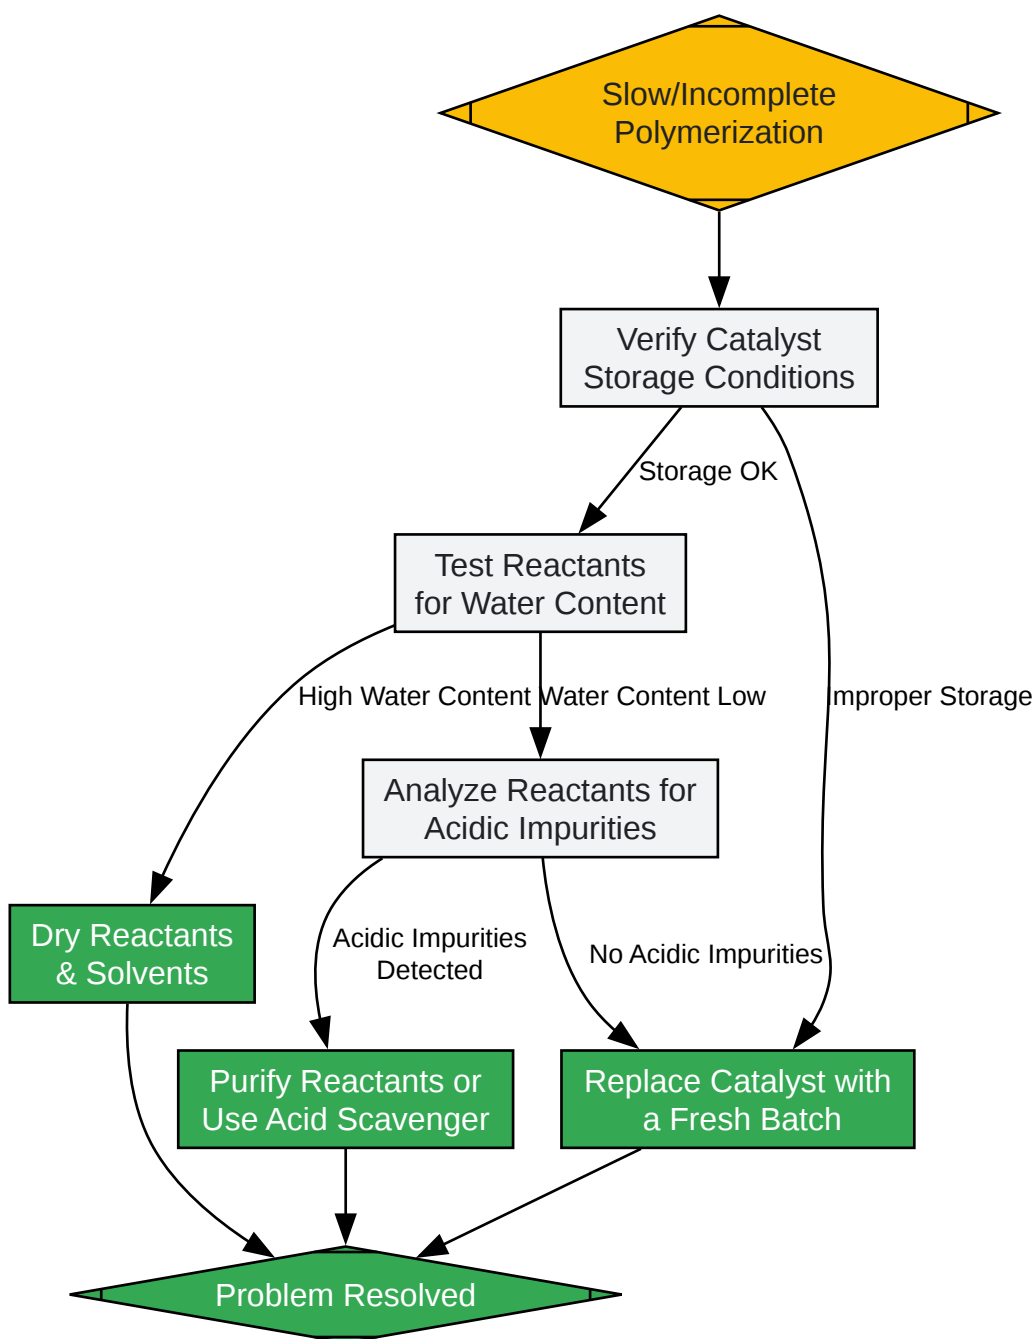 Slow/Incomplete
Polymerization
Verify Catalyst
Storage Conditions
Storage OK
Test Reactants
for Water Content
High Water Content
Water Content Low
Improper Storage
Analyze Reactants for
Acidic Impurities
Dry Reactants
& Solvents
Acidic Impurities
Detected
No Acidic Impurities
Purify Reactants or
Use Acid Scavenger
Replace Catalyst with
a Fresh Batch
Problem Resolved